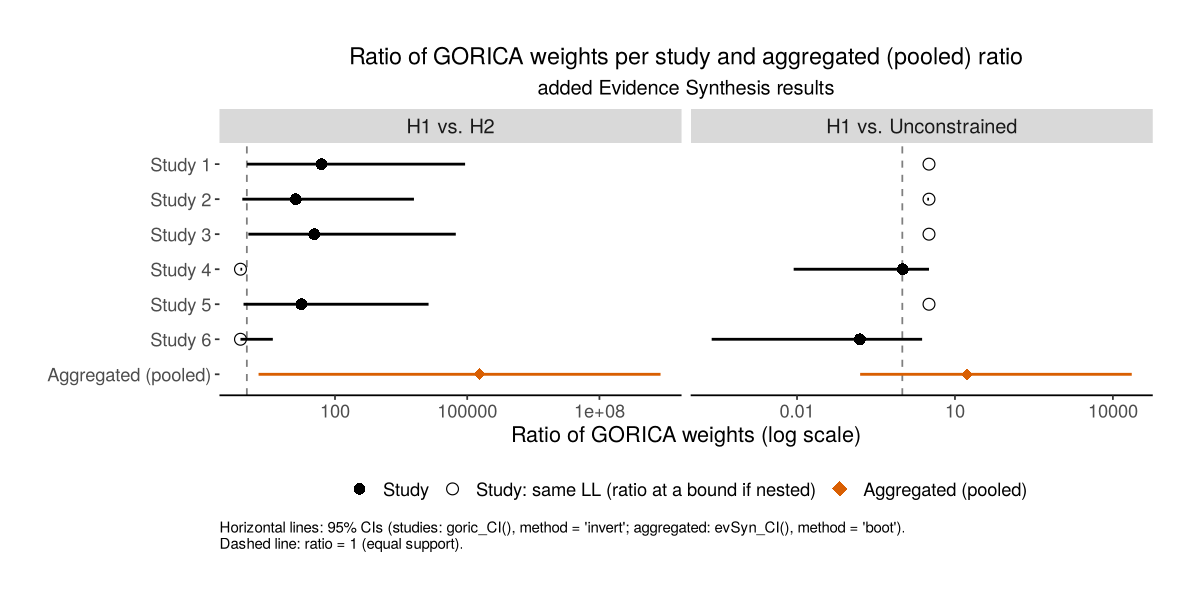 Ratio of GORICA weights per study and aggregated (pooled) ratio
added Evidence Synthesis results
H1 vs. H2
H1 vs. Unconstrained
Study 1
Study 2
Study 3
Study 4
Study 5
Study 6
Aggregated (pooled)
100
100000
1e+08
0.01
10
10000
Ratio of GORICA weights (log scale)
Study
Study: same LL (ratio at a bound if nested)
Aggregated (pooled)
Horizontal lines: 95% CIs (studies: goric_CI(), method = 'invert'; aggregated: evSyn_CI(), method = 'boot').
Dashed line: ratio = 1 (equal support).